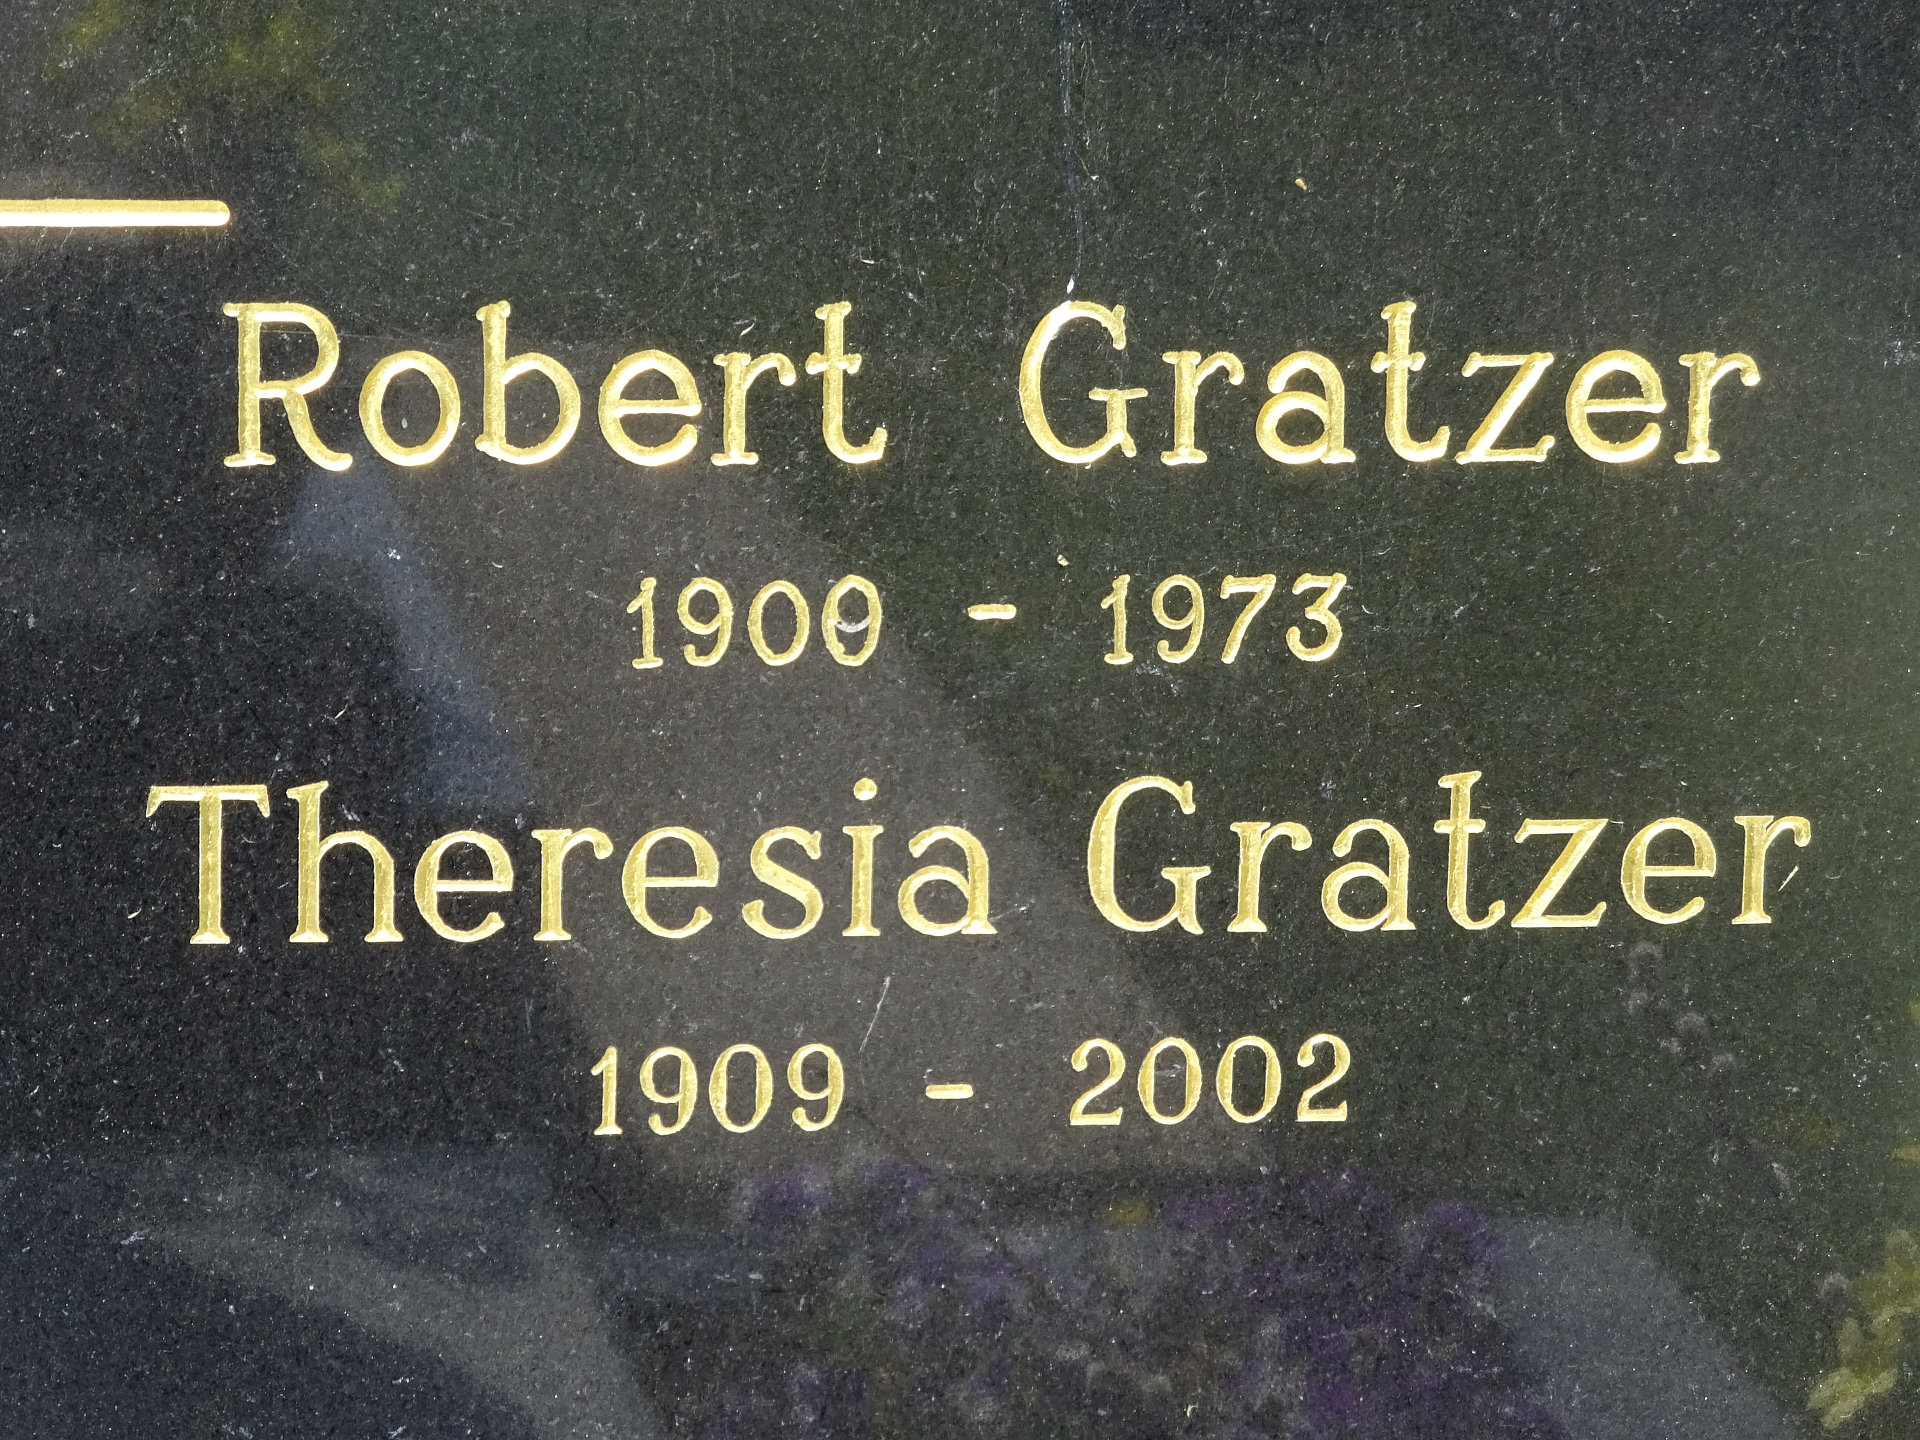 Robert Gratzer
1900 - 1973
Theresia Gratzer
1909 - 2002